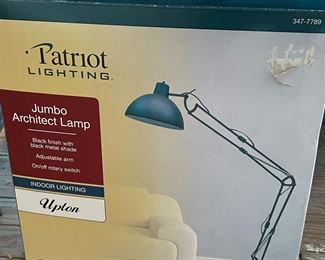 347-7789
Patriot
LIGHTING®
Jumbo
Architect Lamp
Black finish with
black metal shade
Adjustable arm
On/off rotary switch
INDOOR LIGHTING
Upton